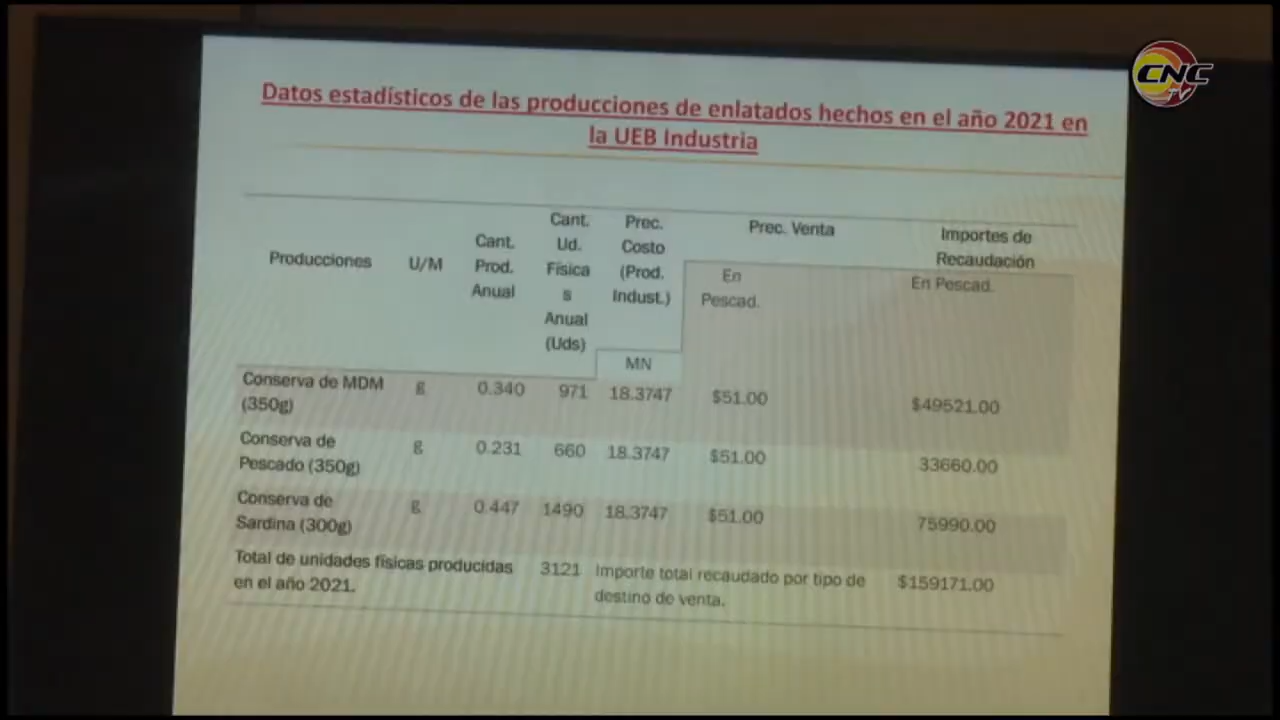 CNC
TV
Datos estadísticos de las producciones de enlatados hechos en el año 2021 en
la UEB Industria
Producciones
U/M
Cant.
Prod.
Anual
Cant.
Ud.
Física
s
Anual
(Uds)
Prec.
Costo
(Prod.
Indust.)
MN
Prec. Venta
En
Pescad.
Importes de
Recaudación
En Pescad.
Conserva de MDM
(350g)
g 0.340 971 18.3747 $51.00 $49521.00
Conserva de
Pescado (350g)
g 0.231 660 18.3747 $51.00 33660.00
Conserva de
Sardina (300g)
g 0.447 1490 18.3747 $51.00 75990.00
Total de unidades físicas producidas
en el año 2021.
3121
Importe total recaudado por tipo de
destino de venta.
$159171.00